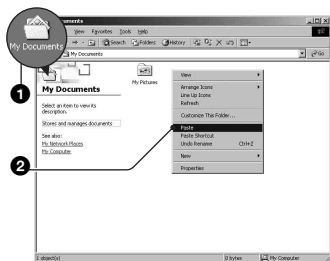 My Documents
Documents
View Favorites Tools Help
Search Folders History
My Documents
Go
1
My Documents
Select an item to view its
description.
Stores and manages documents
See also:
My Network Places
My Computer
My Pictures
View
Arrange Icons
Line Up Icons
Refresh
Customize This Folder...
Paste
Paste Shortcut
Undo Rename Ctrl+Z
New
Properties
2
1 object(s)
0 bytes
My Computer